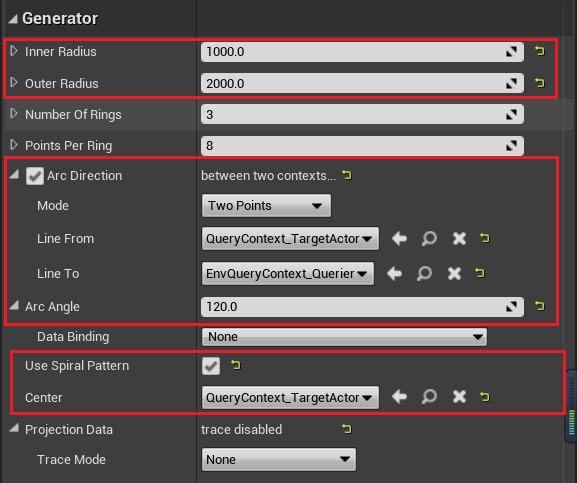 Generator
Inner Radius 1000.0
Outer Radius 2000.0
Number Of Rings 3
Points Per Ring 8
Arc Direction between two contexts...
Mode Two Points
Line From QueryContext_TargetActor
Line To EnvQueryContext_Querier
Arc Angle 120.0
Data Binding None
Use Spiral Pattern
Center QueryContext_TargetActor
Projection Data trace disabled
Trace Mode None